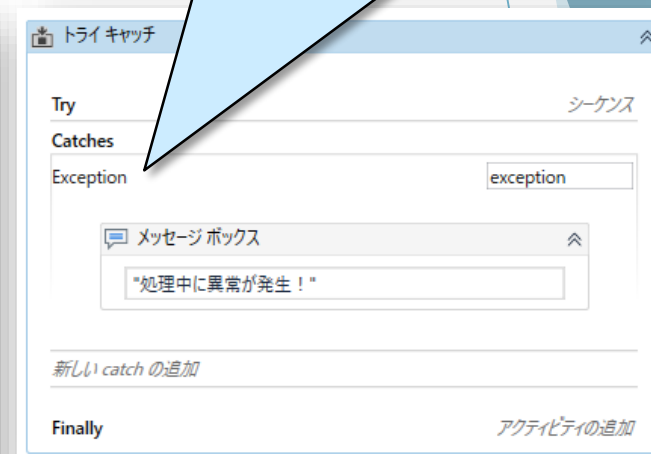 トライ キャッチ
Try シーケンス
Catches
Exception exception
メッセージ ボックス
"処理中に異常が発生！"
新しい catch の追加
Finally アクティビティの追加